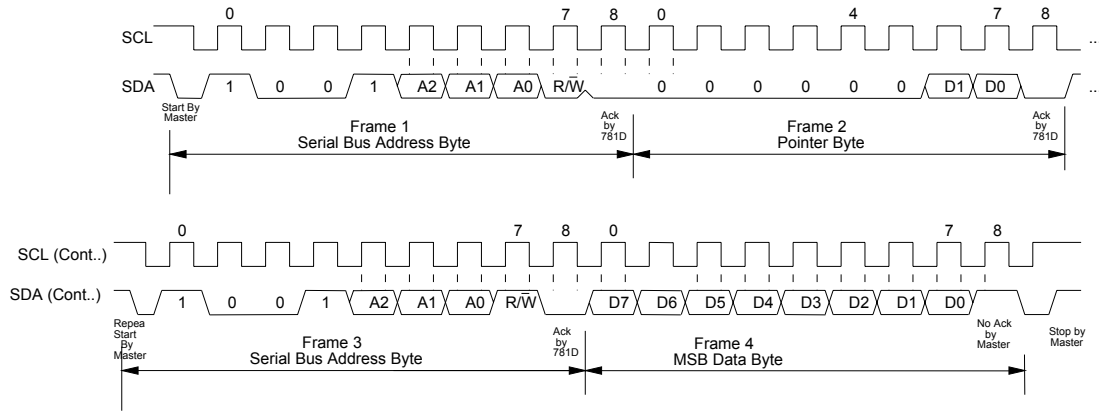 0 7 8 0 4 7 8
SCL ...
SDA 1 0 0 1 A2 A1 A0 R/W̅ 0 0 0 0 0 0 D1 D0 ...
Start By
Master
Ack
by
781D
Ack
by
781D
Frame 1
Serial Bus Address Byte
Frame 2
Pointer Byte
0 7 8 0 7 8
SCL (Cont..)
SDA (Cont..) 1 0 0 1 A2 A1 A0 R/W̅ D7 D6 D5 D4 D3 D2 D1 D0
Repea
Start
By
Master
Ack
by
781D
No Ack
by
Master
Stop by
Master
Frame 3
Serial Bus Address Byte
Frame 4
MSB Data Byte